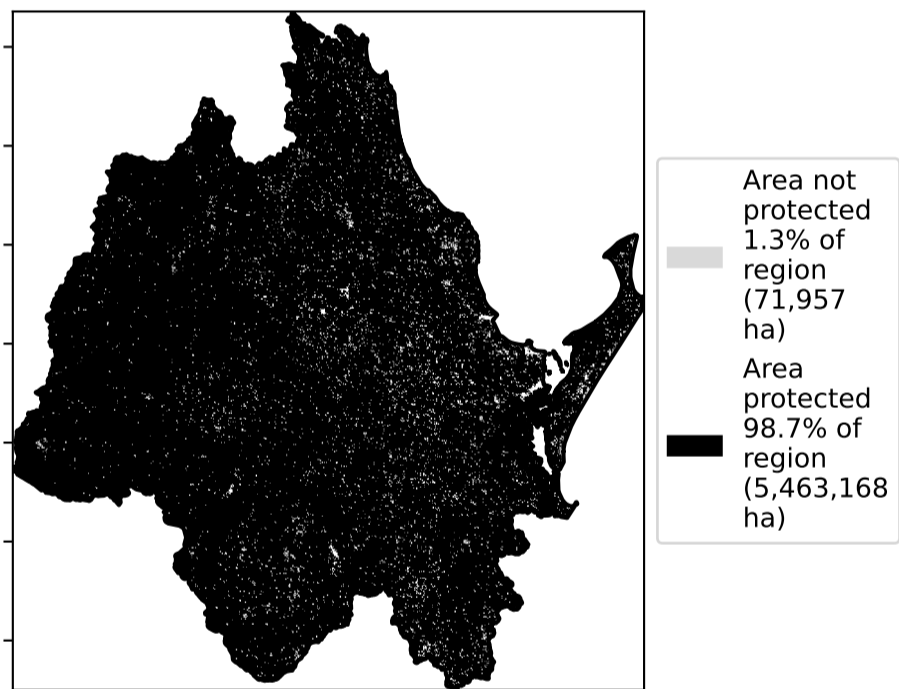 Area not
protected
1.3% of
region
(71,957
ha)
Area
protected
98.7% of
region
(5,463,168
ha)